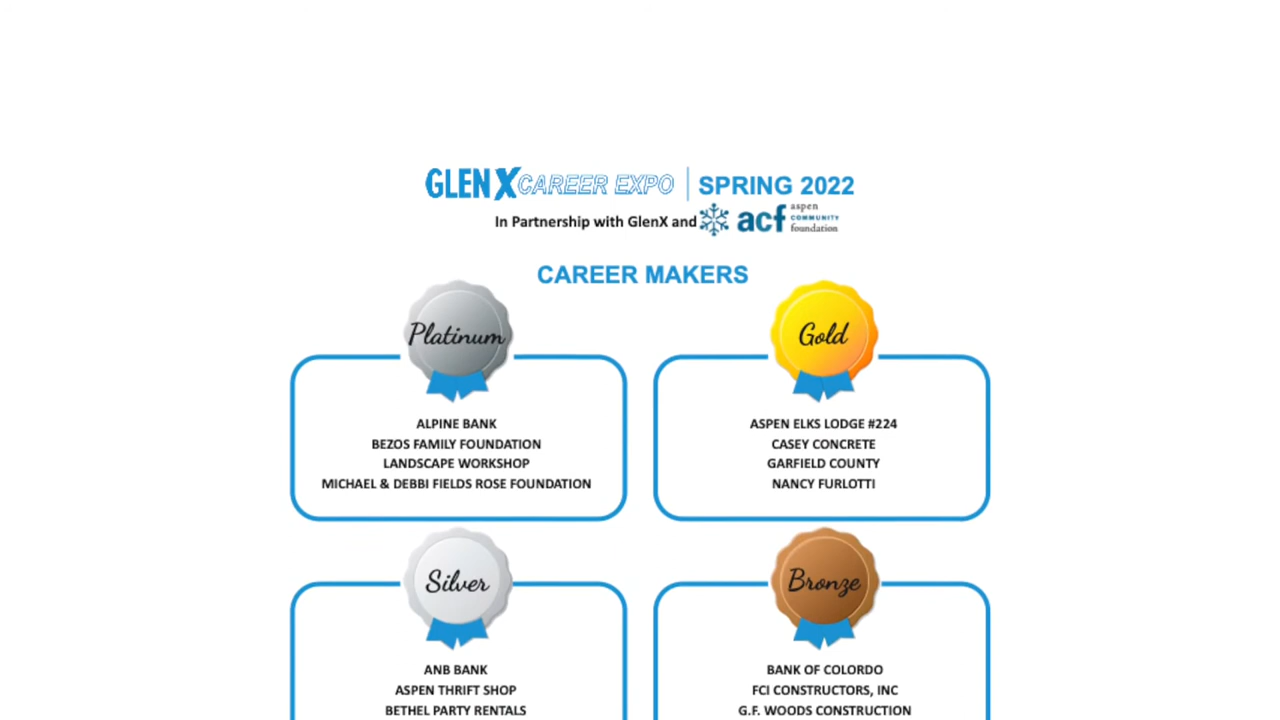 GLENX CAREER EXPO | SPRING 2022
In Partnership with GlenX and acf aspen COMMUNITY foundation
CAREER MAKERS
Platinum
ALPINE BANK
BEZOS FAMILY FOUNDATION
LANDSCAPE WORKSHOP
MICHAEL & DEBBI FIELDS ROSE FOUNDATION
Gold
ASPEN ELKS LODGE #224
CASEY CONCRETE
GARFIELD COUNTY
NANCY FURLOTTI
Silver
ANB BANK
ASPEN THRIFT SHOP
BETHEL PARTY RENTALS
Bronze
BANK OF COLORDO
FCI CONSTRUCTORS, INC
G.F. WOODS CONSTRUCTION